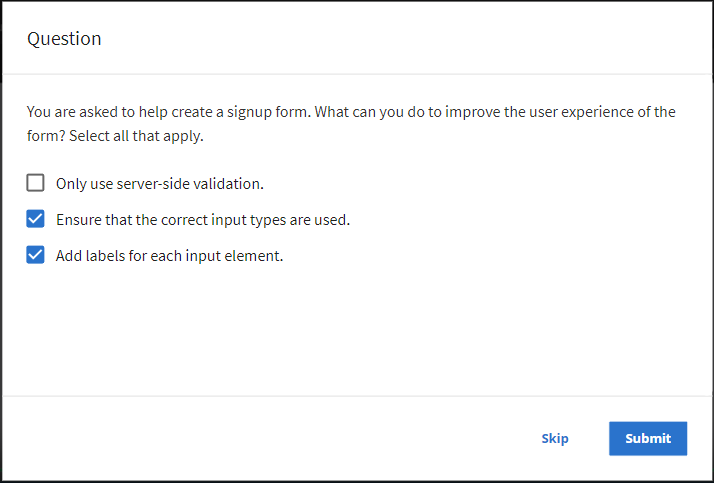 Question
You are asked to help create a signup form. What can you do to improve the user experience of the
form? Select all that apply.
Only use server-side validation.
Ensure that the correct input types are used.
Add labels for each input element.
Skip
Submit